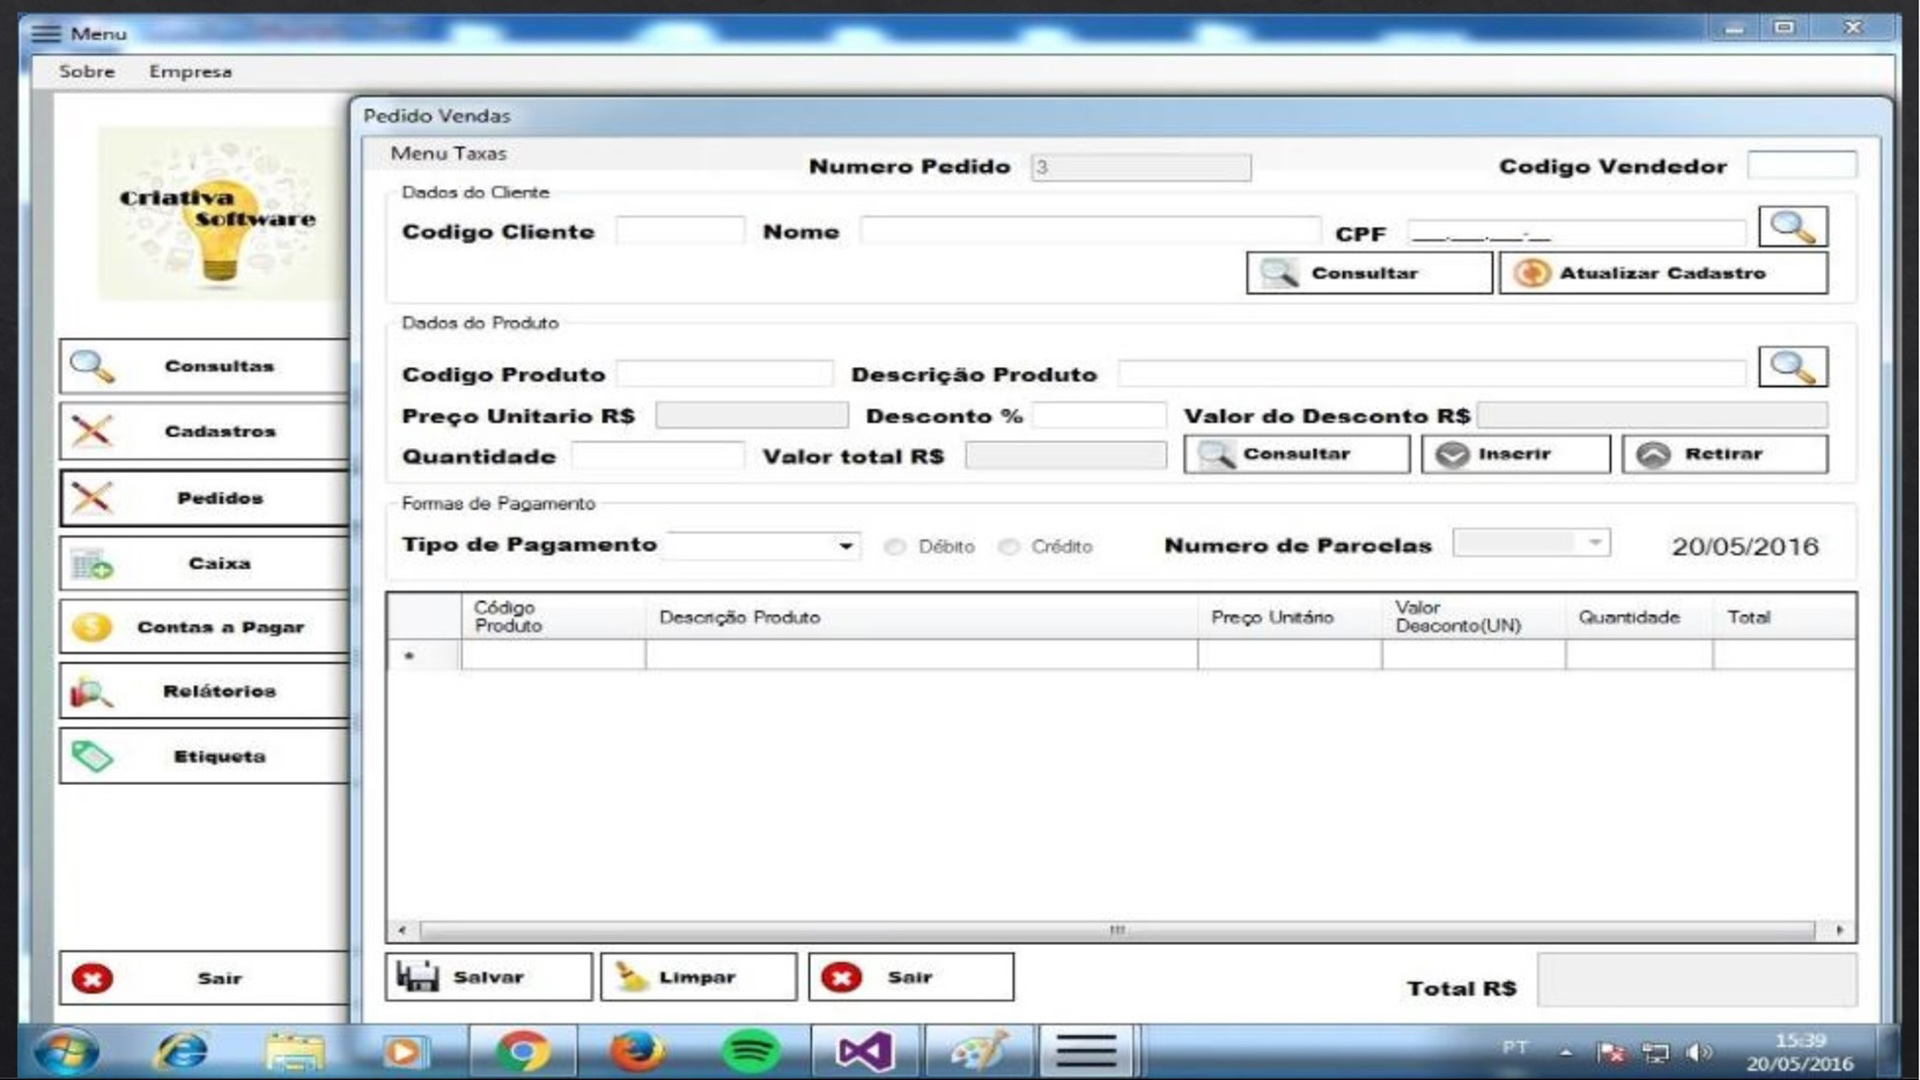 Menu
Sobre Empresa
Criativa
Software
Consultas
Cadastros
Pedidos
Caixa
Contas a Pagar
Relátorios
Etiqueta
Sair
Pedido Vendas
Menu Taxas
Numero Pedido 3 Codigo Vendedor
Dados do Cliente
Codigo Cliente Nome CPF ___.___.___-__
Consultar Atualizar Cadastro
Dados do Produto
Codigo Produto Descrição Produto
Preço Unitario R$ Desconto % Valor do Desconto R$
Quantidade Valor total R$ Consultar Inserir Retirar
Formas de Pagamento
Tipo de Pagamento Débito Crédito Numero de Parcelas 20/05/2016
Código Produto Descrição Produto Preço Unitário Valor Desconto(UN) Quantidade Total
*
Salvar Limpar Sair Total R$
PT 15:39
20/05/2016